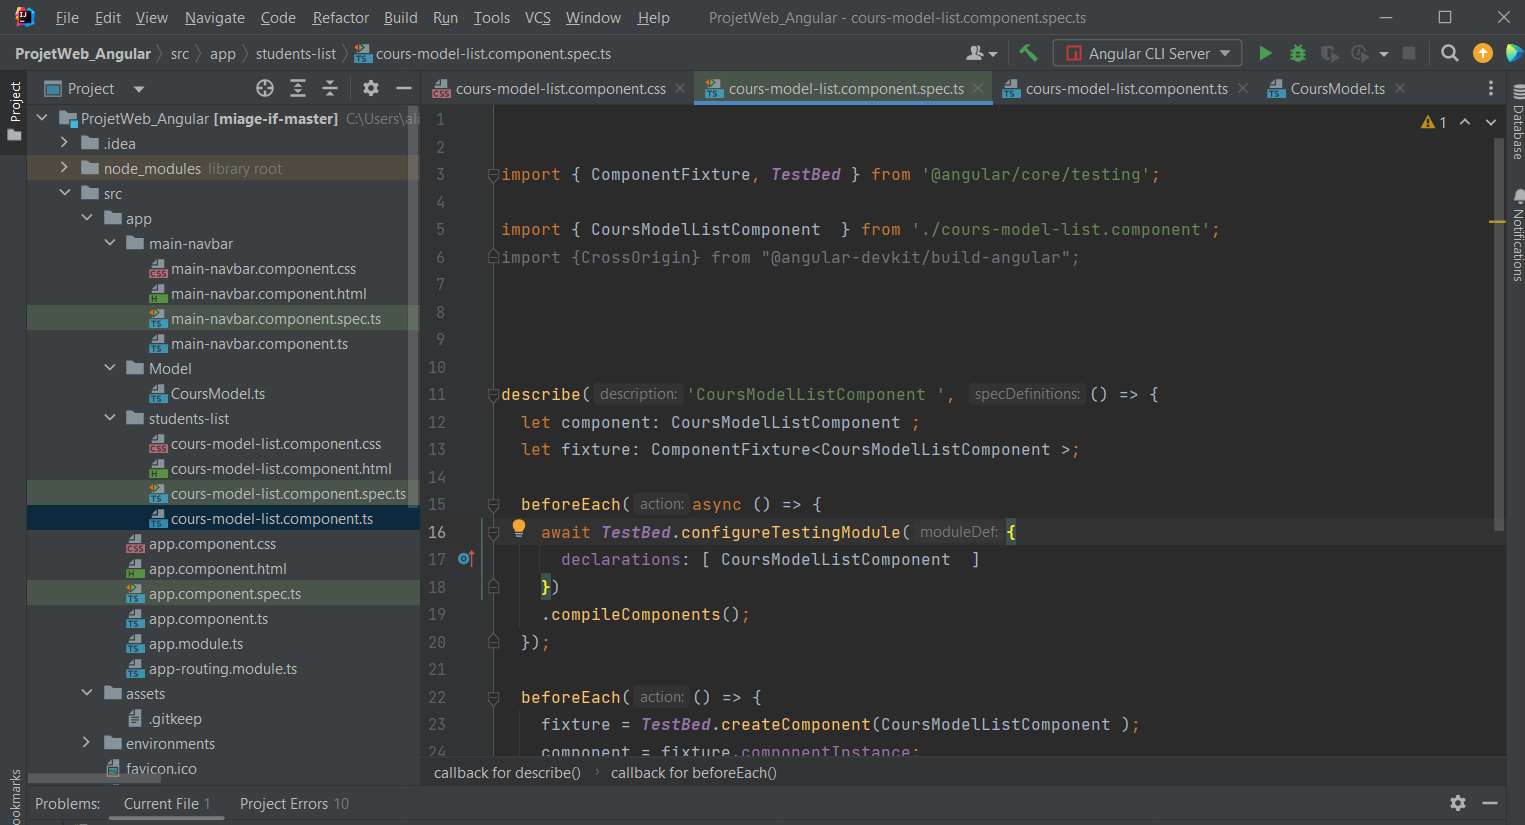 File Edit View Navigate Code Refactor Build Run Tools VCS Window Help ProjetWeb_Angular - cours-model-list.component.spec.ts
ProjetWeb_Angular src app students-list cours-model-list.component.spec.ts Angular CLI Server
Project
Project
cours-model-list.component.css cours-model-list.component.spec.ts cours-model-list.component.ts CoursModel.ts
ProjetWeb_Angular [miage-if-master] C:\Users\ali
.idea
node_modules library root
src
app
main-navbar
main-navbar.component.css
main-navbar.component.html
main-navbar.component.spec.ts
main-navbar.component.ts
Model
CoursModel.ts
students-list
cours-model-list.component.css
cours-model-list.component.html
cours-model-list.component.spec.ts
cours-model-list.component.ts
app.component.css
app.component.html
app.component.spec.ts
app.component.ts
app.module.ts
app-routing.module.ts
assets
.gitkeep
environments
favicon.ico
1
1
2
3 import { ComponentFixture, TestBed } from '@angular/core/testing';
4
5 import { CoursModelListComponent  } from './cours-model-list.component';
6 import {CrossOrigin} from "@angular-devkit/build-angular";
7
8
9
10
11 describe( description: 'CoursModelListComponent ', specDefinitions: () => {
12 let component: CoursModelListComponent ;
13 let fixture: ComponentFixture<CoursModelListComponent >;
14
15 beforeEach( action: async () => {
16 await TestBed.configureTestingModule( moduleDef: {
17 declarations: [ CoursModelListComponent  ]
18 })
19 .compileComponents();
20 });
21
22 beforeEach( action: () => {
23 fixture = TestBed.createComponent(CoursModelListComponent );
24 component = fixture.componentInstance;
callback for describe() callback for beforeEach()
Database
Notifications
ookmarks
Problems: Current File 1 Project Errors 10